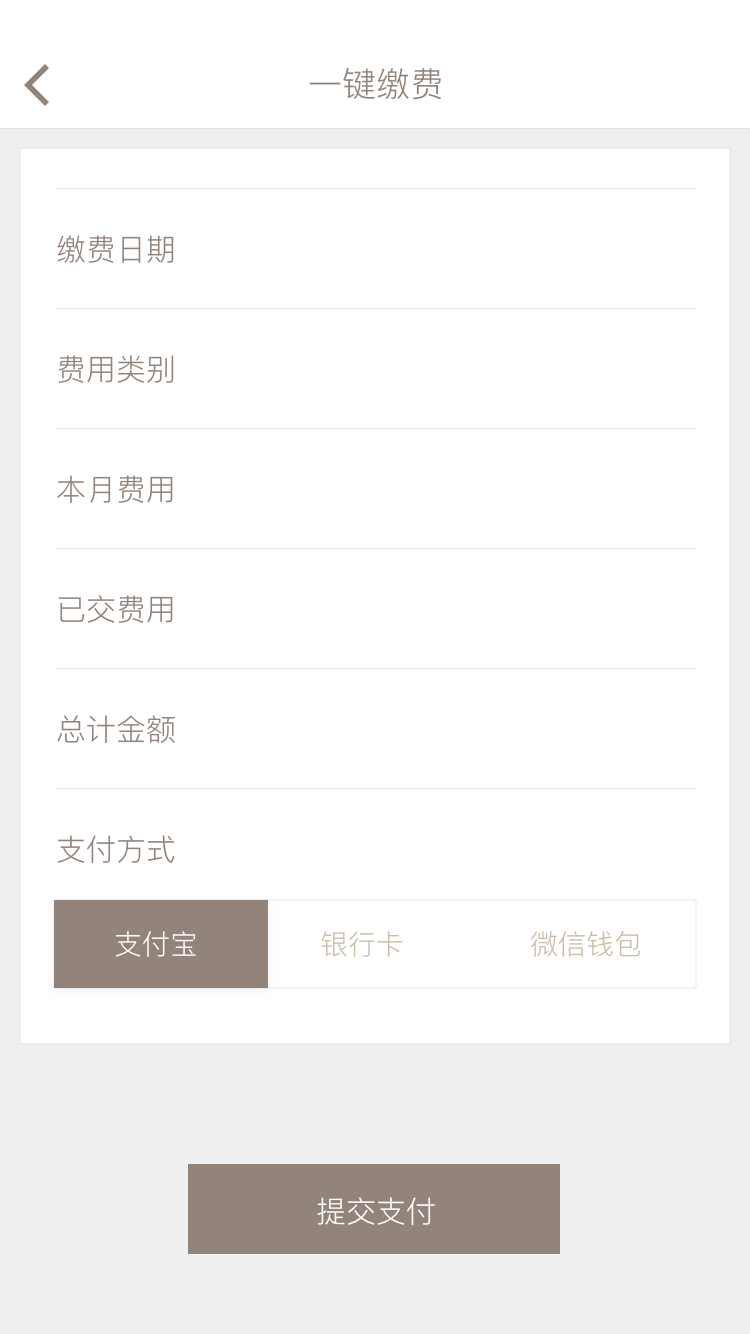 一键缴费
缴费日期
费用类别
本月费用
已交费用
总计金额
支付方式
支付宝 银行卡 微信钱包
提交支付